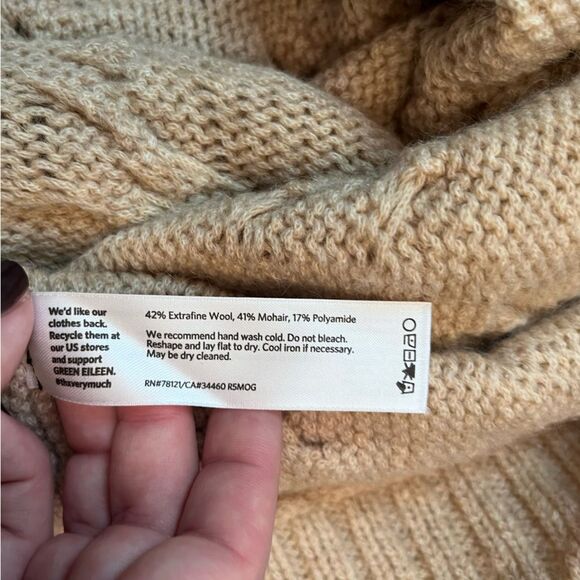 We'd like our
clothes back.
Recycle them at
our US stores
and support
GREEN EILEEN.
#thxverymuch
42% Extrafine Wool, 41% Mohair, 17% Polyamide
We recommend hand wash cold. Do not bleach.
Reshape and lay flat to dry. Cool iron if necessary.
May be dry cleaned.
RN#78121/CA#34460 R5MOG